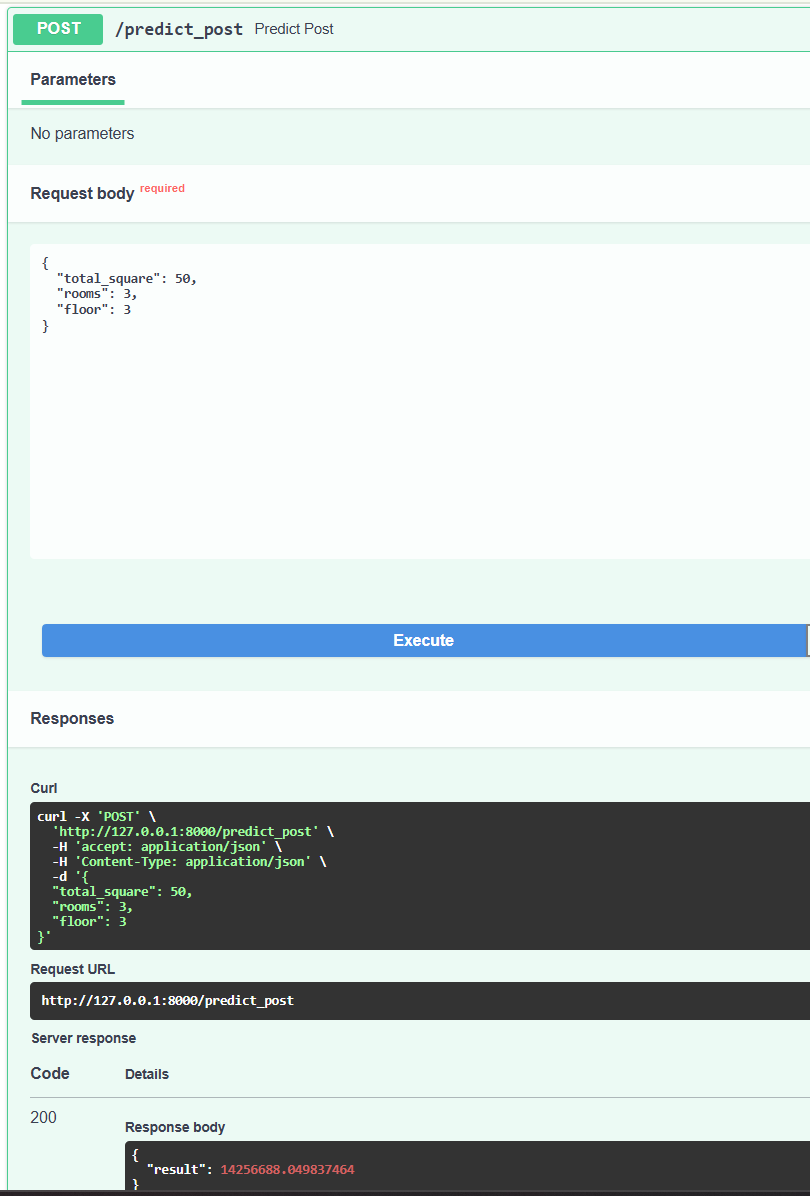 POST /predict_post Predict Post
Parameters
No parameters
Request body required
{
  "total_square": 50,
  "rooms": 3,
  "floor": 3
}
Execute
Responses
Curl
curl -X 'POST' \
  'http://127.0.0.1:8000/predict_post' \
  -H 'accept: application/json' \
  -H 'Content-Type: application/json' \
  -d '{
  "total_square": 50,
  "rooms": 3,
  "floor": 3
}'
Request URL
http://127.0.0.1:8000/predict_post
Server response
Code Details
200
Response body
{
  "result": 14256688.049837464
}